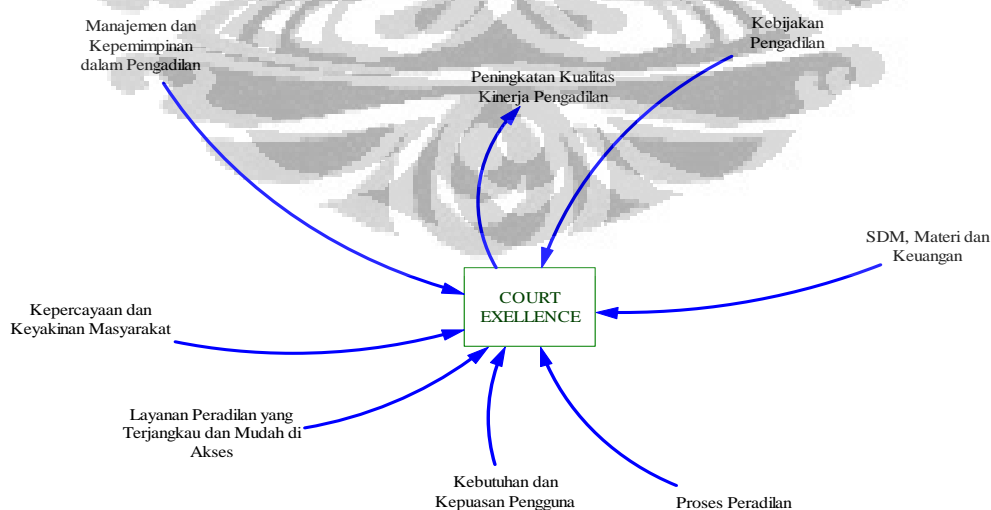 Manajemen dan
Kepemimpinan
dalam Pengadilan
Peningkatan Kualitas
Kinerja Pengadilan
Kebijakan
Pengadilan
SDM, Materi dan
Keuangan
COURT
EXELLENCE
Kepercayaan dan
Keyakinan Masyarakat
Layanan Peradilan yang
Terjangkau dan Mudah di
Akses
Kebutuhan dan
Kepuasan Pengguna
Proses Peradilan